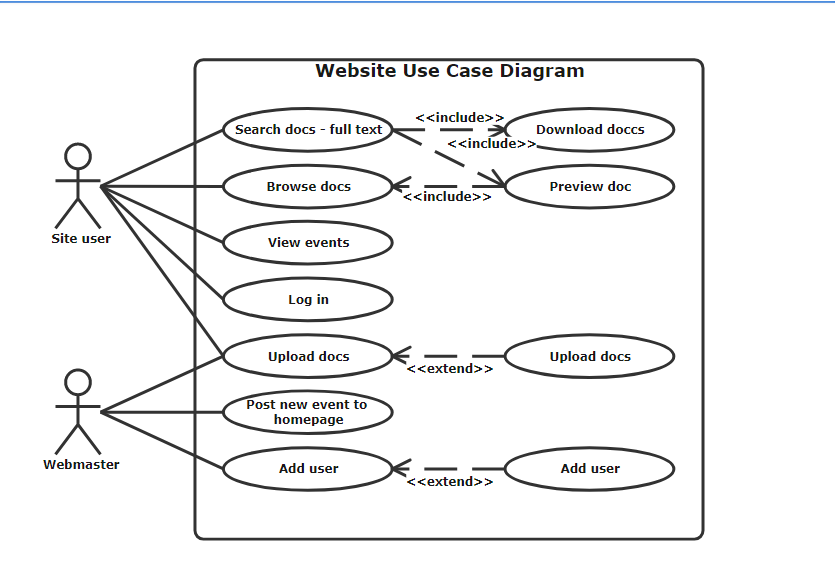 Website Use Case Diagram
<<include>>
Search docs - full text
Download doccs
<<include>>
Browse docs
Preview doc
<<include>>
Site user
View events
Log in
Upload docs
Upload docs
<<extend>>
Post new event to
homepage
Webmaster
Add user
Add user
<<extend>>